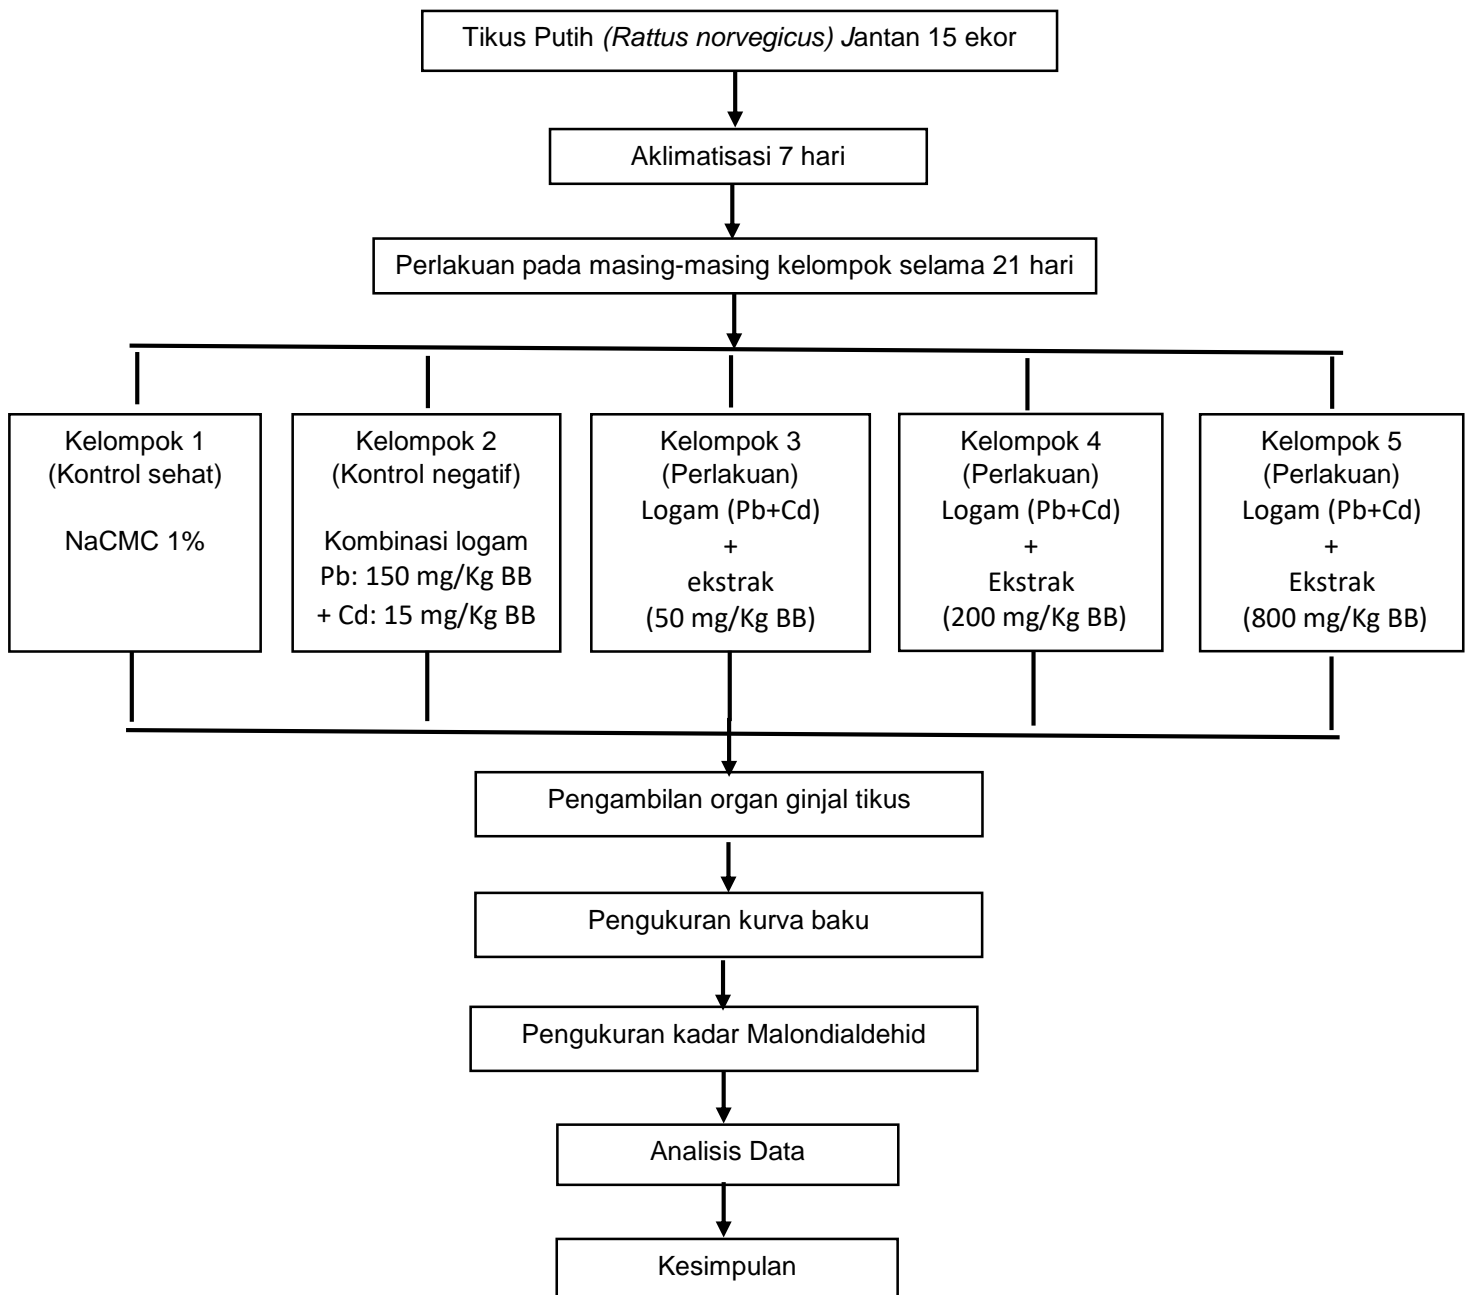 Tikus Putih (Rattus norvegicus) Jantan 15 ekor
Aklimatisasi 7 hari
Perlakuan pada masing-masing kelompok selama 21 hari
Kelompok 1
(Kontrol sehat)
NaCMC 1%
Kelompok 2
(Kontrol negatif)
Kombinasi logam
Pb: 150 mg/Kg BB
+ Cd: 15 mg/Kg BB
Kelompok 3
(Perlakuan)
Logam (Pb+Cd)
+
ekstrak
(50 mg/Kg BB)
Kelompok 4
(Perlakuan)
Logam (Pb+Cd)
+
Ekstrak
(200 mg/Kg BB)
Kelompok 5
(Perlakuan)
Logam (Pb+Cd)
+
Ekstrak
(800 mg/Kg BB)
Pengambilan organ ginjal tikus
Pengukuran kurva baku
Pengukuran kadar Malondialdehid
Analisis Data
Kesimpulan